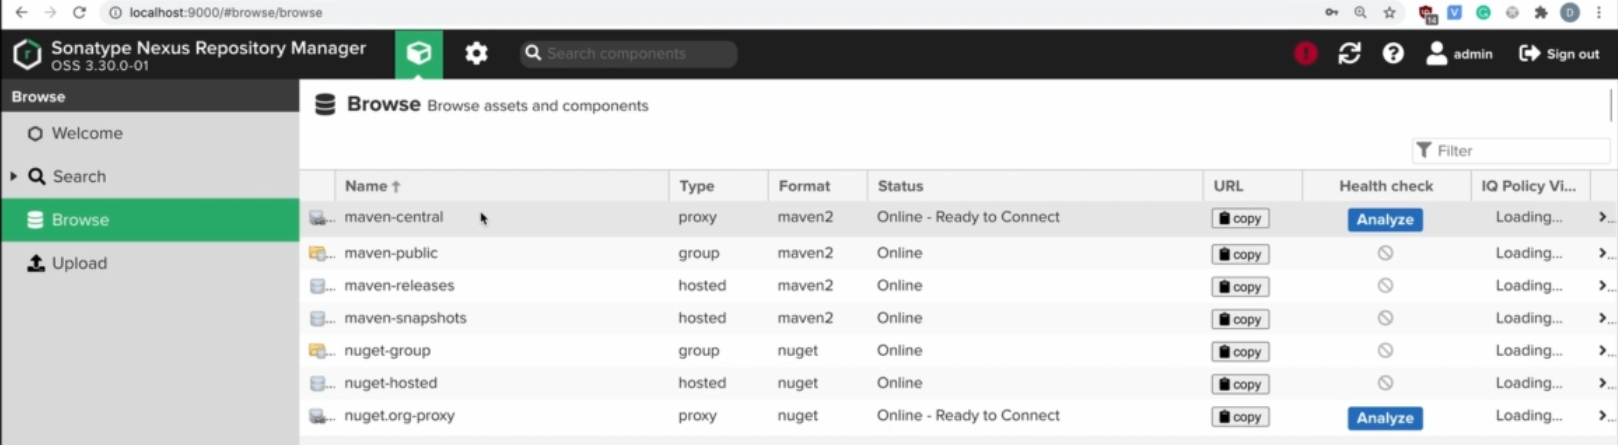 localhost:9000/#browse/browse
14
V
D
Sonatype Nexus Repository Manager
OSS 3.30.0-01
Search components
admin
Sign out
Browse
Welcome
Search
Browse
Upload
Browse Browse assets and components
Filter
Name Type Format Status URL Health check IQ Policy Vi...
... maven-central proxy maven2 Online - Ready to Connect copy Analyze Loading... ...
... maven-public group maven2 Online copy Loading... ...
... maven-releases hosted maven2 Online copy Loading... ...
... maven-snapshots hosted maven2 Online copy Loading... ...
... nuget-group group nuget Online copy Loading... ...
... nuget-hosted hosted nuget Online copy Loading... ...
... nuget.org-proxy proxy nuget Online - Ready to Connect copy Analyze Loading... ...